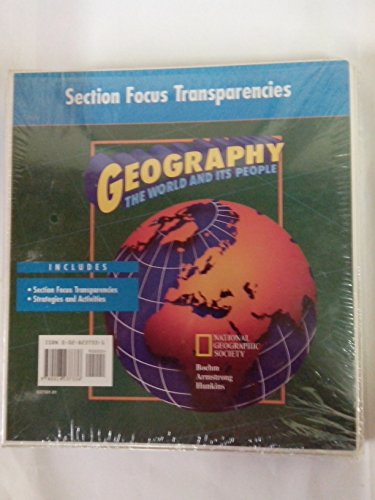 Section Focus Transparencies
GEOGRAPHY
THE WORLD AND ITS PEOPLE
INCLUDES
• Section Focus Transparencies
• Strategies and Activities
NATIONAL
GEOGRAPHIC
SOCIETY
Boehm
Armstrong
Hunkins